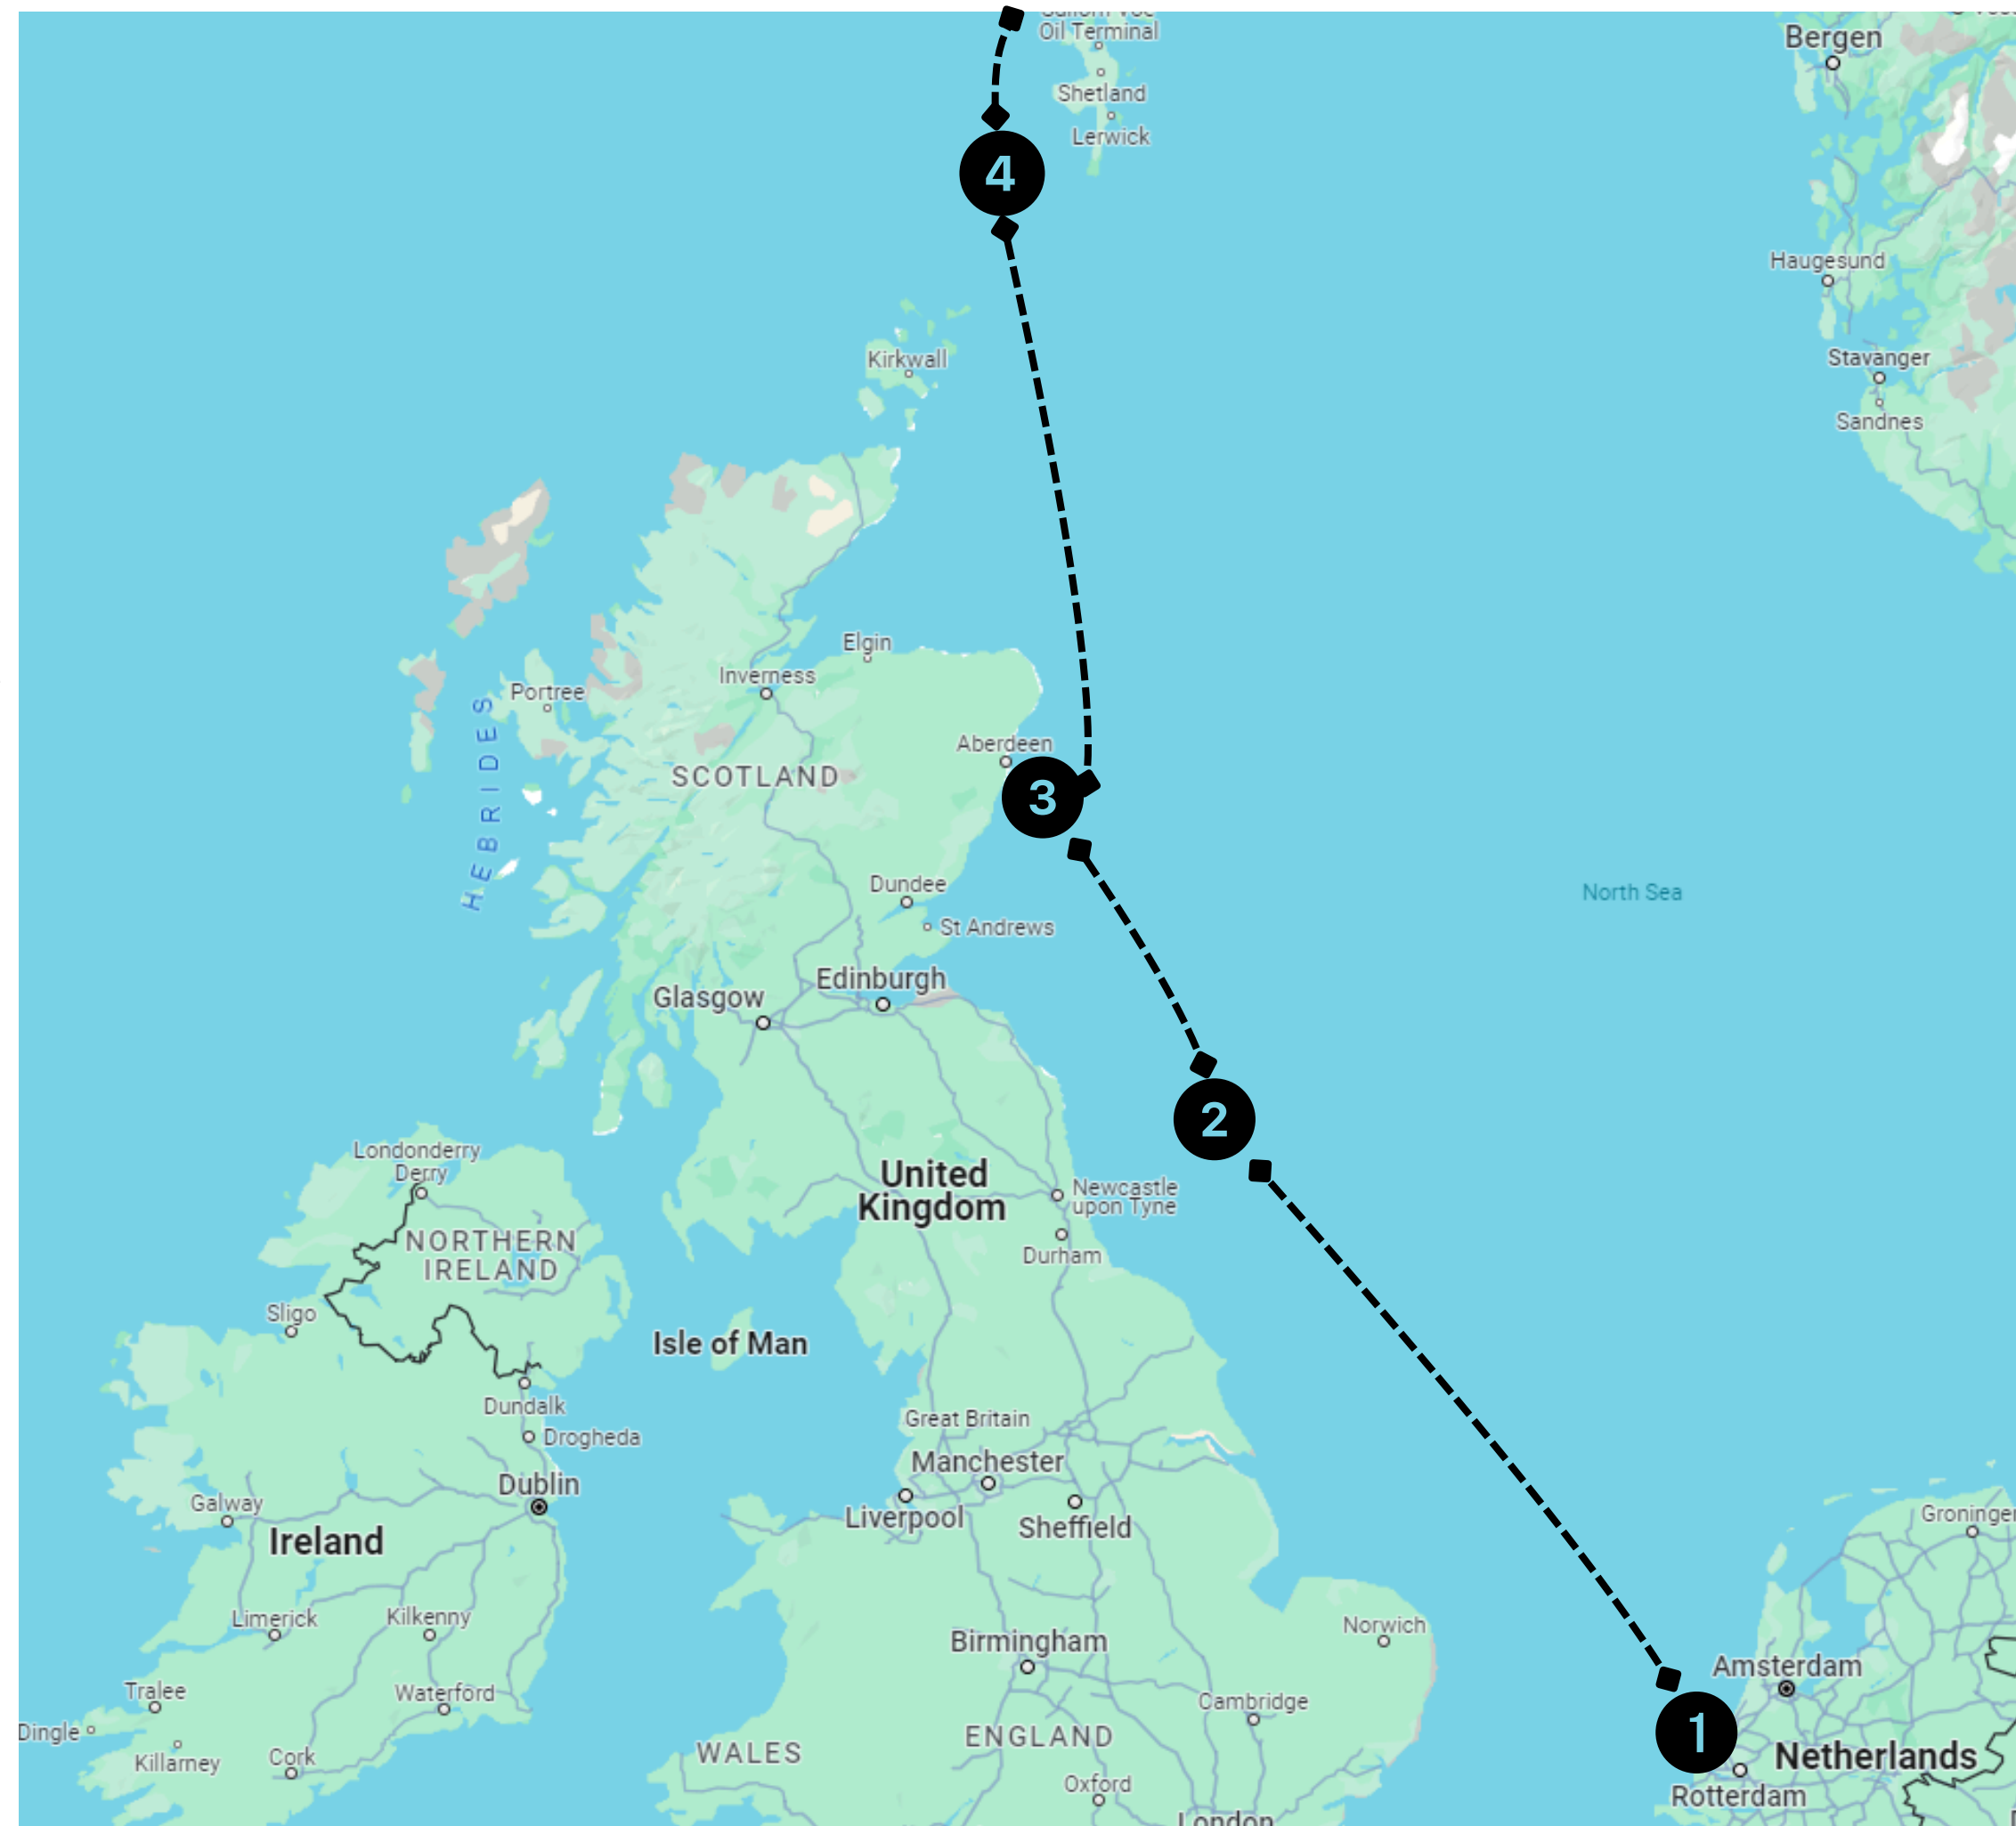 Oil Terminal
Bergen
Shetland
Lerwick
4
Haugesund
Kirkwall
Stavanger
Sandnes
Elgin
Inverness
Portree
HEBRIDES
Aberdeen
SCOTLAND
3
Dundee
North Sea
St Andrews
Edinburgh
Glasgow
2
Londonderry
Derry
United
Kingdom
Newcastle
upon Tyne
NORTHERN
IRELAND
Durham
Sligo
Isle of Man
Dundalk
Great Britain
Drogheda
Manchester
Dublin
Galway
Liverpool
Sheffield
Ireland
Groningen
Limerick
Kilkenny
Norwich
Birmingham
Amsterdam
Tralee
Waterford
Cambridge
Dingle
1
ENGLAND
WALES
Cork
Killarney
Netherlands
Oxford
Rotterdam
London